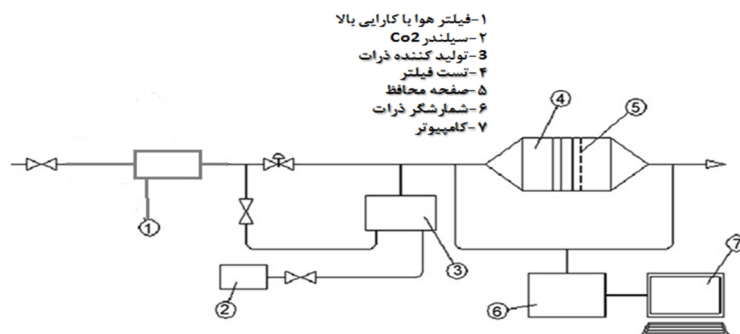 ۱-فیلتر هوا با کارایی بالا
۲-سیلندر Co2
3-تولید کننده ذرات
۴-تست فیلتر
۵-صفحه محافظ
۶-شمارشگر ذرات
۷-کامپیوتر
4
5
1
2
3
6
7